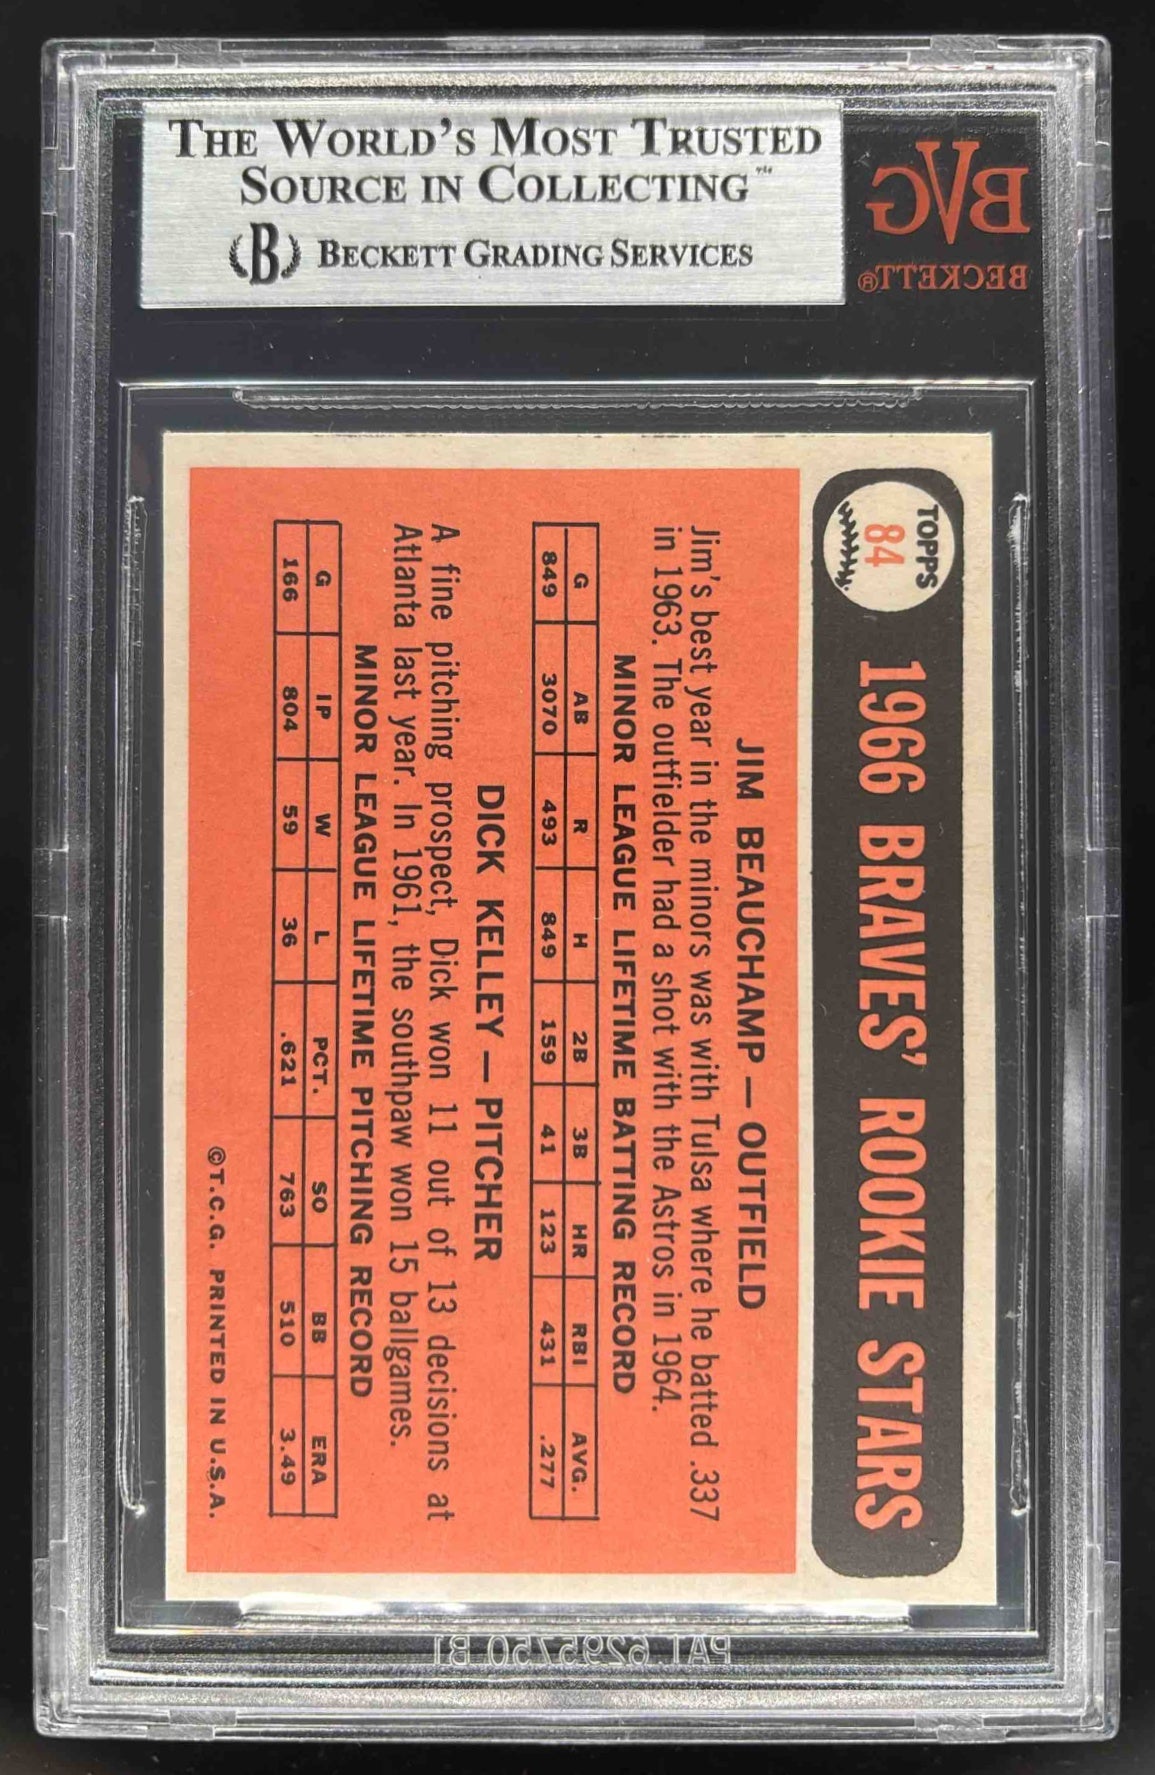 THE WORLD'S MOST TRUSTED
SOURCE IN COLLECTING™
B BECKETT GRADING SERVICES
BVG
BECKETT®
TOPPS
84
1966 BRAVES' ROOKIE STARS
JIM BEAUCHAMP — OUTFIELD
Jim's best year in the minors was with Tulsa where he batted .337
in 1963. The outfielder had a shot with the Astros in 1964.
MINOR LEAGUE LIFETIME BATTING RECORD
G AB R H 2B 3B HR RBI AVG.
849 3070 493 849 159 41 123 431 .277
DICK KELLEY — PITCHER
A fine pitching prospect, Dick won 11 out of 13 decisions at
Atlanta last year. In 1961, the southpaw won 15 ballgames.
MINOR LEAGUE LIFETIME PITCHING RECORD
G IP W L PCT. SO BB ERA
166 804 59 36 .621 763 510 3.49
©T.C.G. PRINTED IN U.S.A.
PAT. 6295750 B1